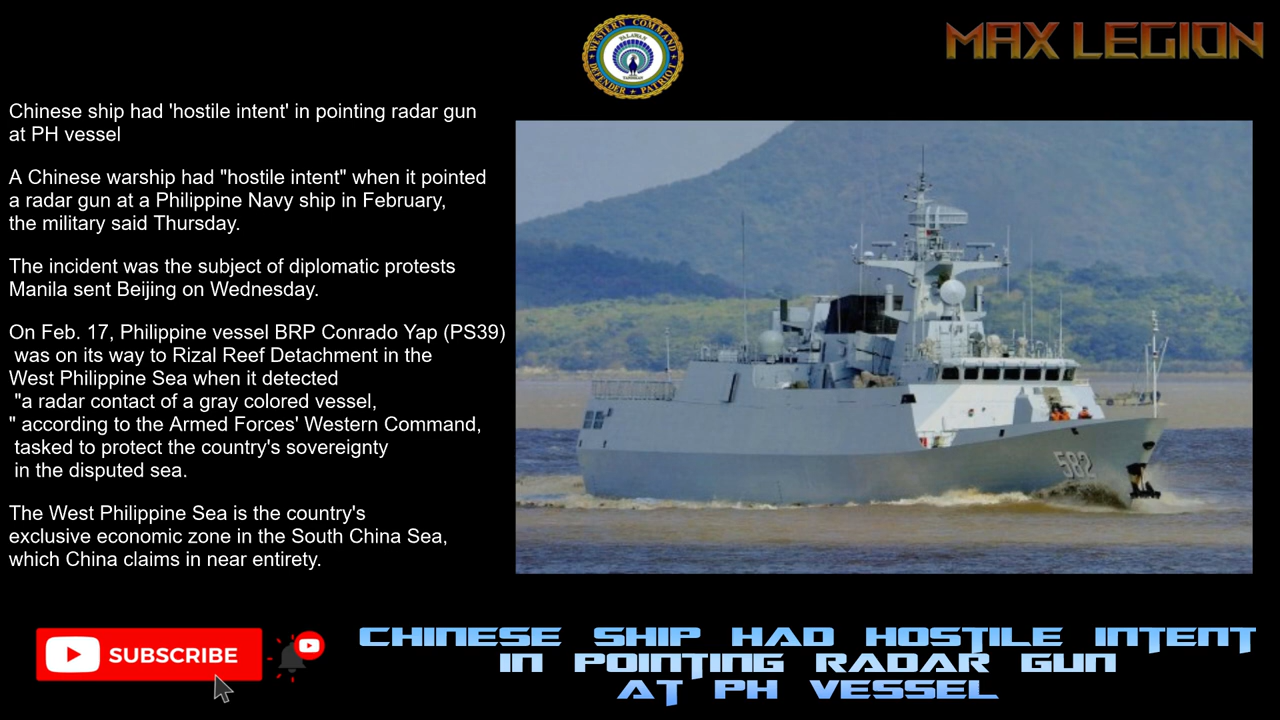 WESTERN COMMAND
PALAWAN
DEFENDER PATRIOT
MAX LEGION
Chinese ship had 'hostile intent' in pointing radar gun
at PH vessel
A Chinese warship had "hostile intent" when it pointed
a radar gun at a Philippine Navy ship in February,
the military said Thursday.
The incident was the subject of diplomatic protests
Manila sent Beijing on Wednesday.
On Feb. 17, Philippine vessel BRP Conrado Yap (PS39)
was on its way to Rizal Reef Detachment in the
West Philippine Sea when it detected
"a radar contact of a gray colored vessel,
" according to the Armed Forces' Western Command,
tasked to protect the country's sovereignty
in the disputed sea.
The West Philippine Sea is the country's
exclusive economic zone in the South China Sea,
which China claims in near entirety.
582
SUBSCRIBE
CHINESE SHIP HAD HOSTILE INTENT
IN POINTING RADAR GUN
AT PH VESSEL